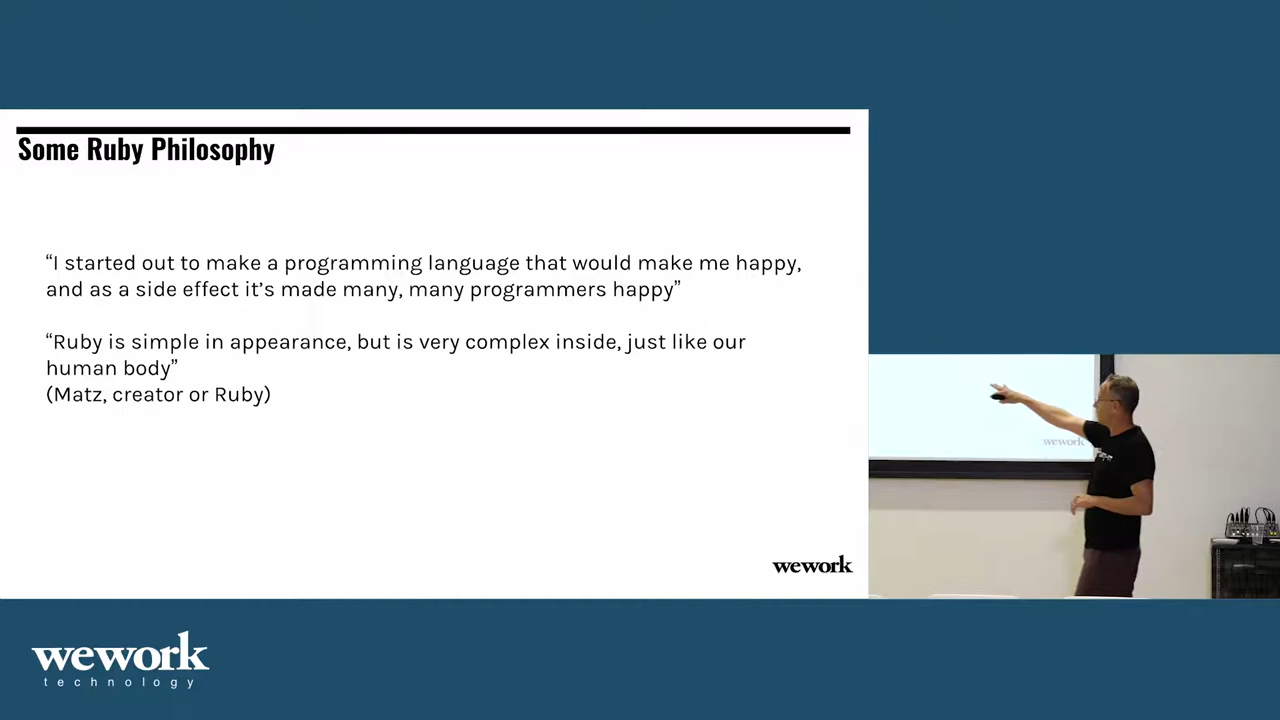 Some Ruby Philosophy
“I started out to make a programming language that would make me happy,
and as a side effect it’s made many, many programmers happy”
“Ruby is simple in appearance, but is very complex inside, just like our
human body”
(Matz, creator or Ruby)
wework
wework
wework
technology